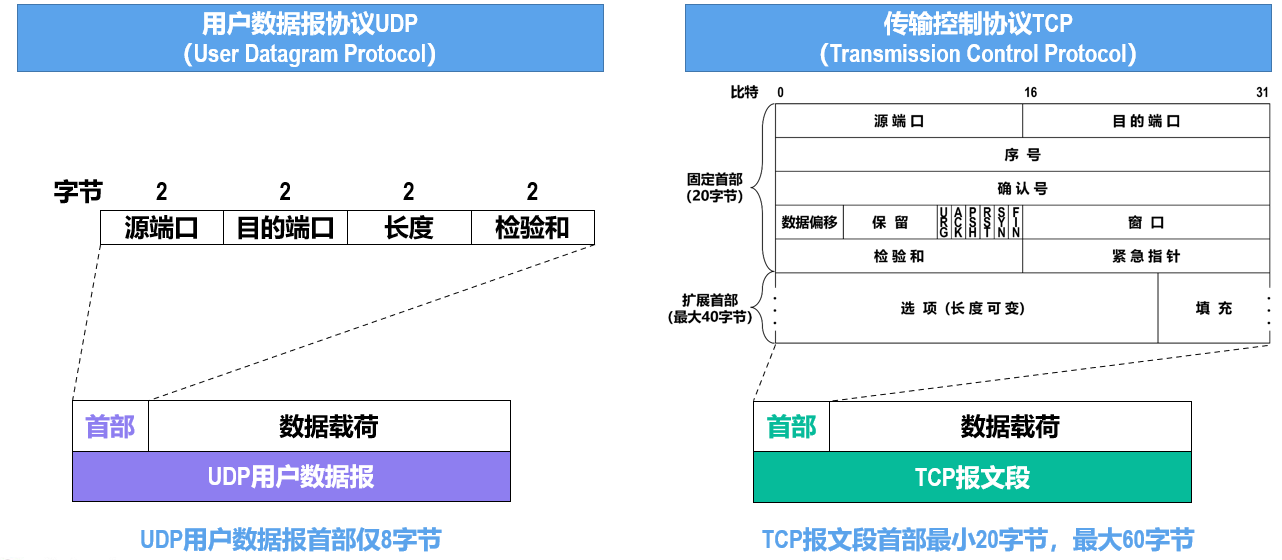 用户数据报协议UDP
（User Datagram Protocol）
字节 2 2 2 2
源端口 目的端口 长度 检验和
首部 数据载荷
UDP用户数据报
UDP用户数据报首部仅8字节
传输控制协议TCP
（Transmission Control Protocol）
比特 0 16 31
源端口 目的端口
序号
确认号
固定首部
（20字节）
数据偏移 保留 URG ACK PSH RST SYN FIN 窗口
检验和 紧急指针
扩展首部
（最大40字节）
选项（长度可变） 填充
首部 数据载荷
TCP报文段
TCP报文段首部最小20字节，最大60字节